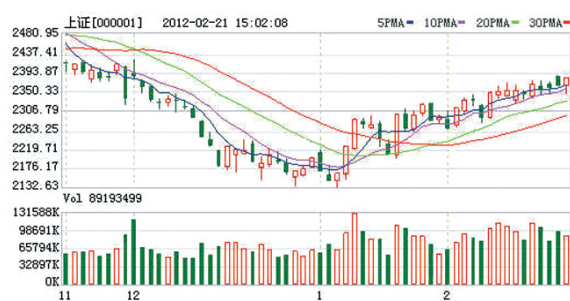 上证[000001] 2012-02-21 15:02:08 5PMA 10PMA 20PMA 30PMA
2480.95
2437.41
2393.87
2350.33
2306.79
2263.25
2219.71
2176.17
2132.63
Vol 89193499
131588K
98691K
65794K
32897K
0K
11 12 1 2